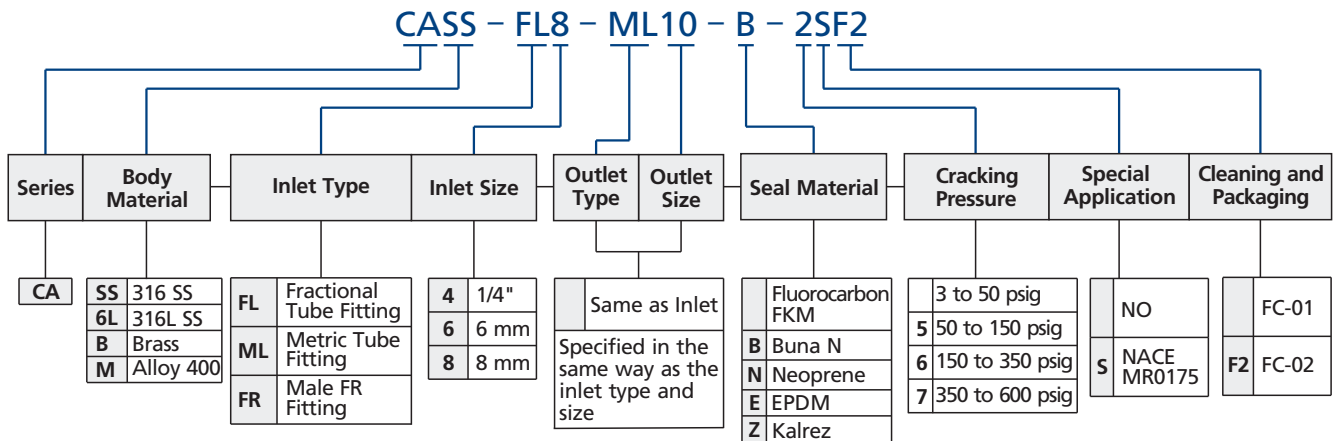 CASS – FL8 – ML10 – B – 2SF2
Series
Body
Material
Inlet Type
Inlet Size
Outlet
Type
Outlet
Size
Seal Material
Cracking
Pressure
Special
Application
Cleaning and
Packaging
CA
SS 316 SS
6L 316L SS
B Brass
M Alloy 400
FL Fractional
Tube Fitting
ML Metric Tube
Fitting
FR Male FR
Fitting
4 1/4"
6 6 mm
8 8 mm
Same as Inlet
Specified in the
same way as the
inlet type and
size
Fluorocarbon
FKM
B Buna N
N Neoprene
E EPDM
Z Kalrez
3 to 50 psig
5 50 to 150 psig
6 150 to 350 psig
7 350 to 600 psig
NO
S NACE
MR0175
FC-01
F2 FC-02